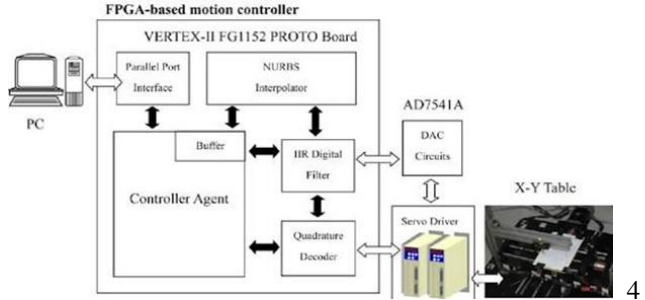 FPGA-based motion controller
VERTEX-II FG1152 PROTO Board
Parallel Port
Interface
NURBS
Interpolator
PC
AD7541A
DAC
Circuits
Buffer
IIR Digital
Filter
Controller Agent
X-Y Table
Servo Driver
Quadrature
Decoder
4